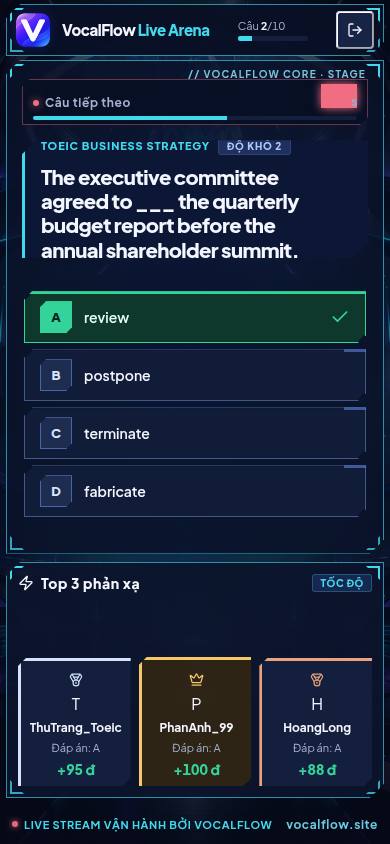 VocalFlow Live Arena
Câu 2/10
// VOCALFLOW CORE · STAGE
Câu tiếp theo
TOEIC BUSINESS STRATEGY
ĐỘ KHÓ 2
The executive committee
agreed to ___ the quarterly
budget report before the
annual shareholder summit.
A review
B postpone
C terminate
D fabricate
Top 3 phản xạ
TỐC ĐỘ
T
ThuTrang_Toeic
Đáp án: A
+95 đ
P
PhanAnh_99
Đáp án: A
+100 đ
H
HoangLong
Đáp án: A
+88 đ
LIVE STREAM VẬN HÀNH BỞI VOCALFLOW
vocalflow.site